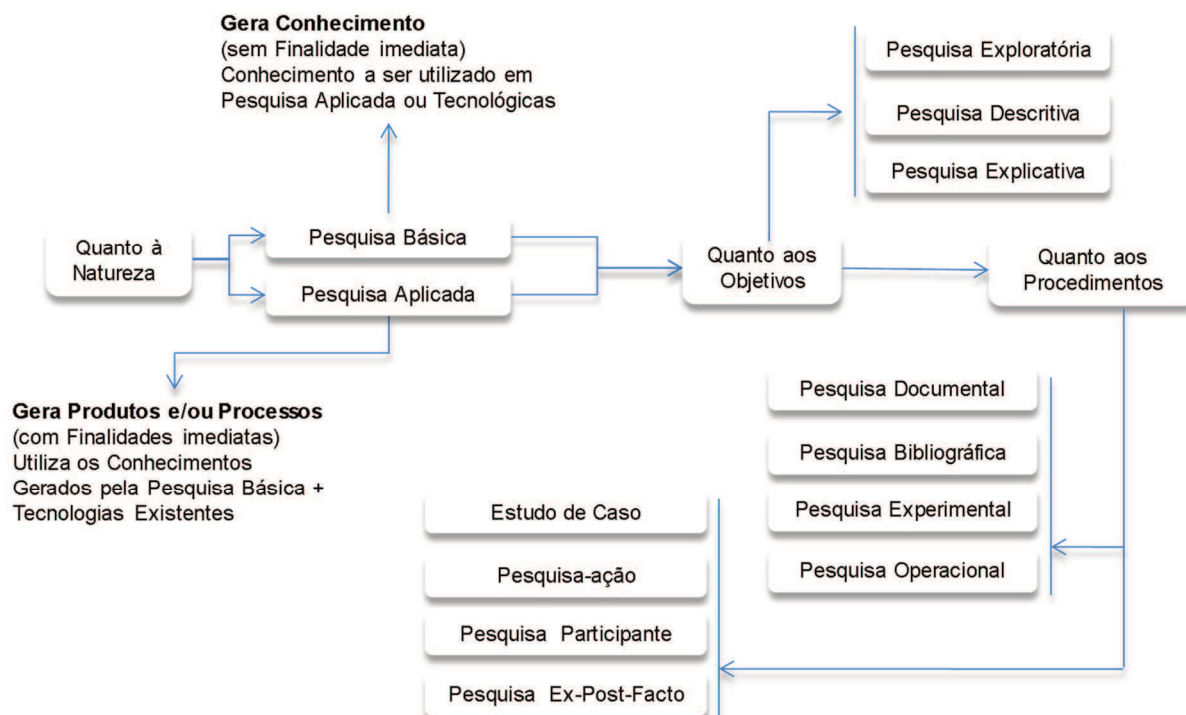 Gera Conhecimento
(sem Finalidade imediata)
Conhecimento a ser utilizado em
Pesquisa Aplicada ou Tecnológicas
Pesquisa Exploratória
Pesquisa Descritiva
Pesquisa Explicativa
Quanto à
Natureza
Pesquisa Básica
Pesquisa Aplicada
Quanto aos
Objetivos
Quanto aos
Procedimentos
Gera Produtos e/ou Processos
(com Finalidades imediatas)
Utiliza os Conhecimentos
Gerados pela Pesquisa Básica +
Tecnologias Existentes
Pesquisa Documental
Pesquisa Bibliográfica
Pesquisa Experimental
Pesquisa Operacional
Estudo de Caso
Pesquisa-ação
Pesquisa Participante
Pesquisa Ex-Post-Facto